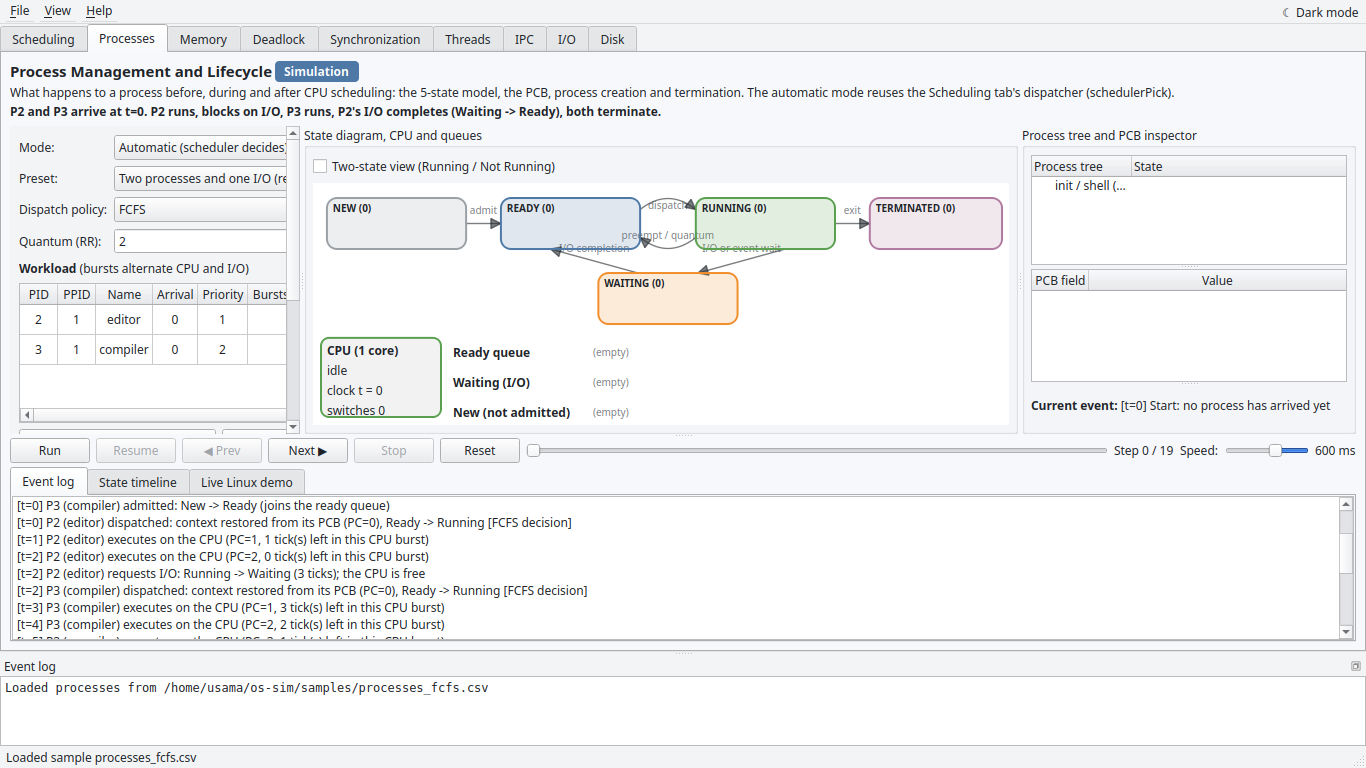 File View Help
Dark mode
Scheduling Processes Memory Deadlock Synchronization Threads IPC I/O Disk
Process Management and Lifecycle Simulation
What happens to a process before, during and after CPU scheduling: the 5-state model, the PCB, process creation and termination. The automatic mode reuses the Scheduling tab's dispatcher (schedulerPick).
P2 and P3 arrive at t=0. P2 runs, blocks on I/O, P3 runs, P2's I/O completes (Waiting -> Ready), both terminate.
Mode: Automatic (scheduler decides)
Preset: Two processes and one I/O (re
Dispatch policy: FCFS
Quantum (RR): 2
Workload (bursts alternate CPU and I/O)
PID PPID Name Arrival Priority Bursts
2 1 editor 0 1
3 1 compiler 0 2
State diagram, CPU and queues
Two-state view (Running / Not Running)
NEW (0) admit READY (0) dispatch RUNNING (0) exit TERMINATED (0)
preempt / quantum
I/O completion I/O or event wait
WAITING (0)
CPU (1 core)
idle
clock t = 0
switches 0
Ready queue (empty)
Waiting (I/O) (empty)
New (not admitted) (empty)
Process tree and PCB inspector
Process tree State
init / shell (...
PCB field Value
Current event: [t=0] Start: no process has arrived yet
Run Resume ◀ Prev Next ▶ Stop Reset Step 0 / 19 Speed: 600 ms
Event log State timeline Live Linux demo
[t=0] P3 (compiler) admitted: New -> Ready (joins the ready queue)
[t=0] P2 (editor) dispatched: context restored from its PCB (PC=0), Ready -> Running [FCFS decision]
[t=1] P2 (editor) executes on the CPU (PC=1, 1 tick(s) left in this CPU burst)
[t=2] P2 (editor) executes on the CPU (PC=2, 0 tick(s) left in this CPU burst)
[t=2] P2 (editor) requests I/O: Running -> Waiting (3 ticks); the CPU is free
[t=2] P3 (compiler) dispatched: context restored from its PCB (PC=0), Ready -> Running [FCFS decision]
[t=3] P3 (compiler) executes on the CPU (PC=1, 3 tick(s) left in this CPU burst)
[t=4] P3 (compiler) executes on the CPU (PC=2, 2 tick(s) left in this CPU burst)
Event log
Loaded processes from /home/usama/os-sim/samples/processes_fcfs.csv
Loaded sample processes_fcfs.csv